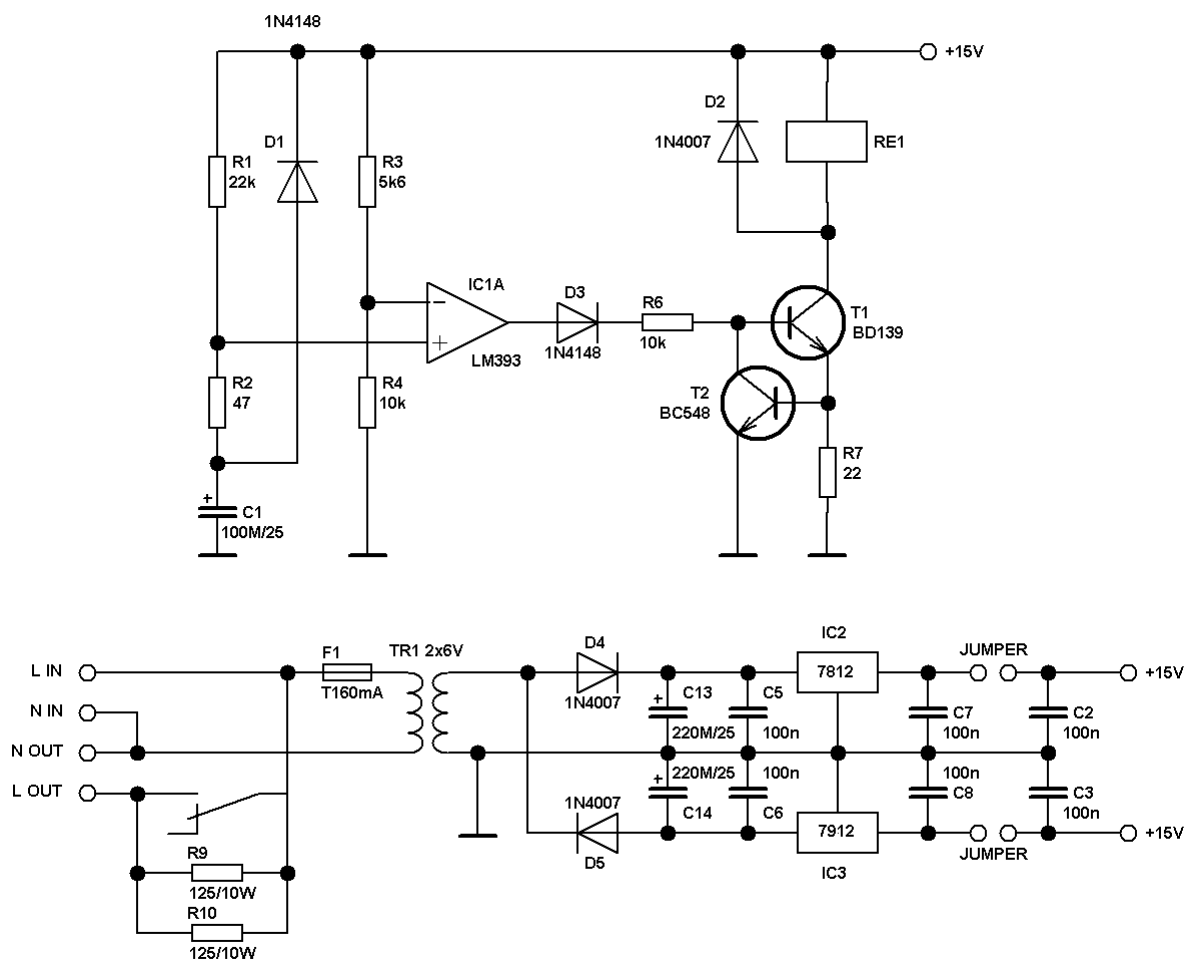 1N4148
+15V
D2
1N4007
RE1
D1
R1
22k
R3
5k6
IC1A
LM393
D3
1N4148
R6
10k
T1
BD139
R2
47
R4
10k
T2
BC548
R7
22
+
C1
100M/25
L IN
N IN
N OUT
L OUT
F1
T160mA
TR1 2x6V
D4
1N4007
+
C13
220M/25
C5
100n
IC2
7812
C7
100n
JUMPER
C2
100n
+15V
1N4007
D5
220M/25
+
C14
100n
C6
7912
IC3
100n
C8
JUMPER
C3
100n
+15V
R9
125/10W
R10
125/10W